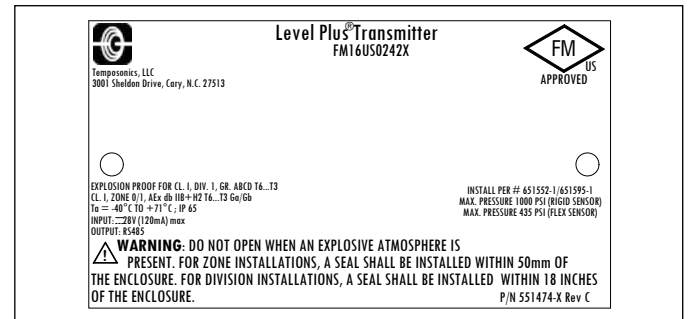 Level Plus® Transmitter
FM16US0242X
FM
US
APPROVED
Temposonics, LLC
3001 Sheldon Drive, Cary, N.C. 27513
EXPLOSION PROOF FOR CL. I, DIV. 1, GR. ABCD T6...T3
CL. I, ZONE 0/1, AEx db IIB+H2 T6...T3 Ga/Gb
Ta = -40°C TO +71°C ; IP 65
INPUT: ⎓28V (120mA) max
OUTPUT: RS485
INSTALL PER # 651552-1/651595-1
MAX. PRESSURE 1000 PSI (RIGID SENSOR)
MAX. PRESSURE 435 PSI (FLEX SENSOR)
WARNING: DO NOT OPEN WHEN AN EXPLOSIVE ATMOSPHERE IS
PRESENT. FOR ZONE INSTALLATIONS, A SEAL SHALL BE INSTALLED WITHIN 50mm OF
THE ENCLOSURE. FOR DIVISION INSTALLATIONS, A SEAL SHALL BE INSTALLED WITHIN 18 INCHES
OF THE ENCLOSURE.
P/N 551474-X Rev C